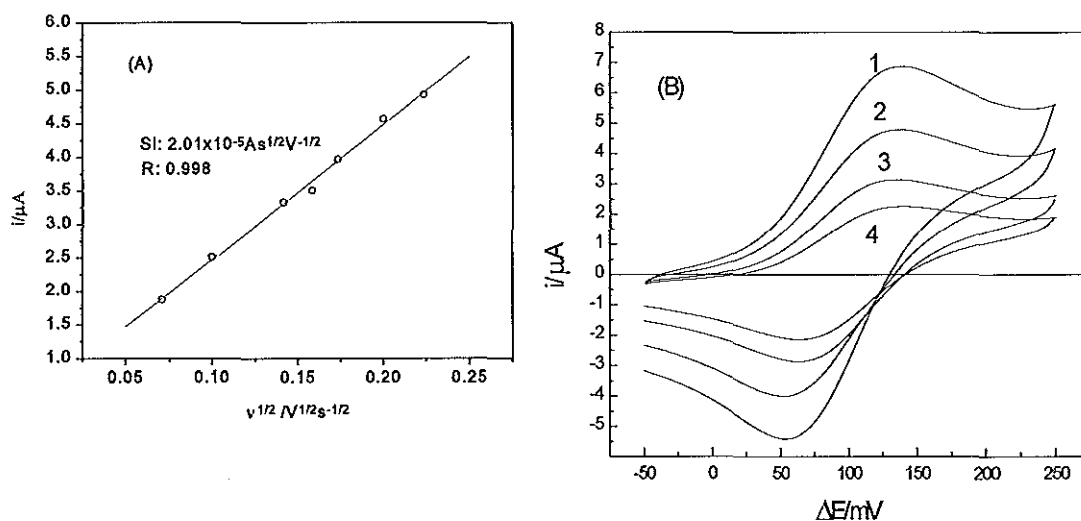 6.0
5.5
5.0
4.5
4.0
3.5
3.0
2.5
2.0
1.5
1.0
i/μA
(A)
Sl: 2.01x10-5As1/2V-1/2
R: 0.998
0.05 0.10 0.15 0.20 0.25
v1/2 /V1/2s-1/2
8
7
6
5
4
3
2
1
0
-1
-2
-3
-4
-5
i/μA
(B)
1
2
3
4
-50 0 50 100 150 200 250
ΔE/mV